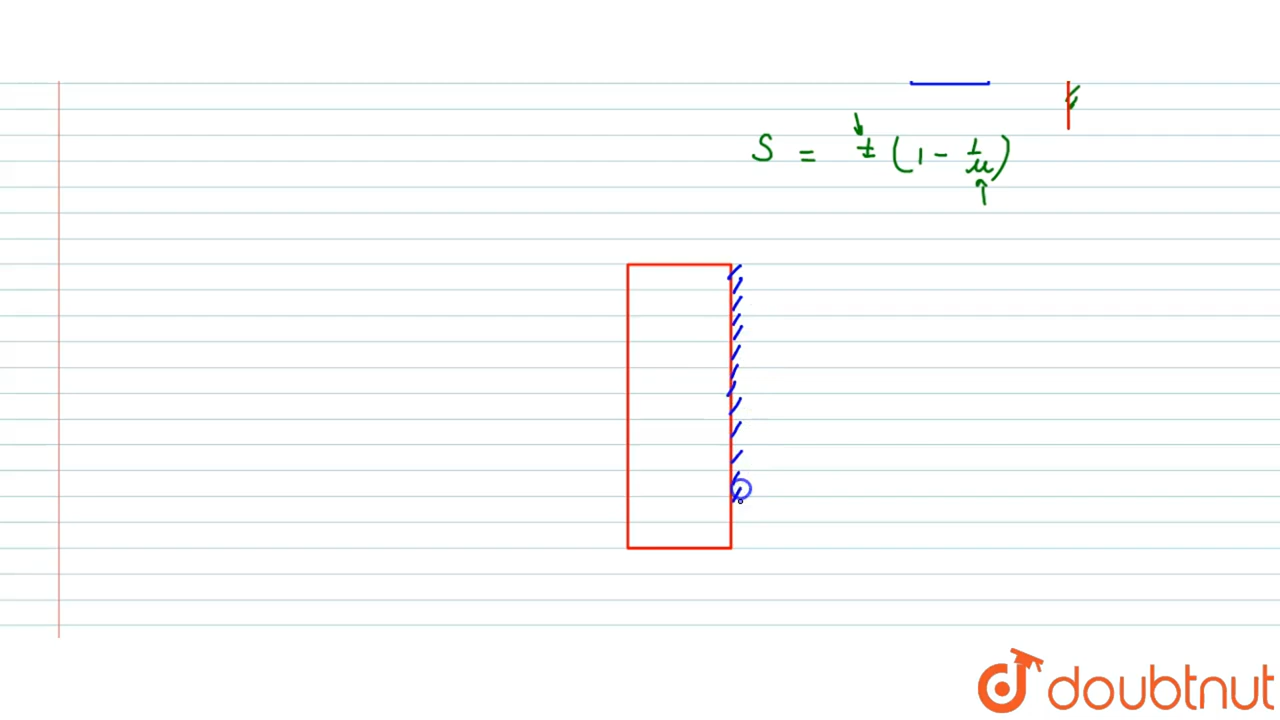 S = t (1 - 1/μ)
doubtnut